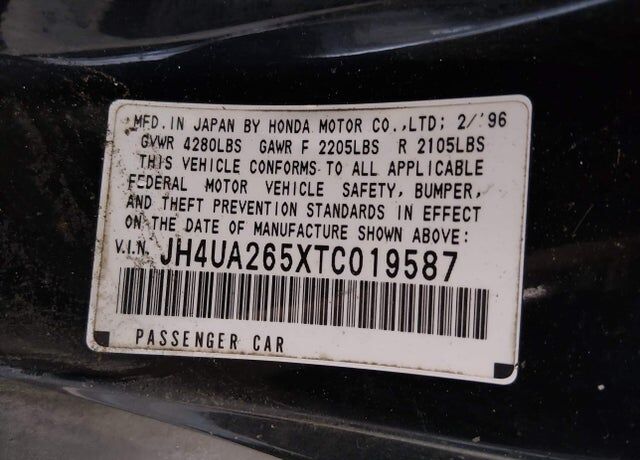 MFD. IN JAPAN BY HONDA MOTOR CO.,LTD; 2/'96
GVWR 4280LBS GAWR F 2205LBS R 2105LBS
THIS VEHICLE CONFORMS TO ALL APPLICABLE
FEDERAL MOTOR VEHICLE SAFETY, BUMPER,
AND THEFT PREVENTION STANDARDS IN EFFECT
ON THE DATE OF MANUFACTURE SHOWN ABOVE:
V.I.N. JH4UA265XTC019587
PASSENGER CAR